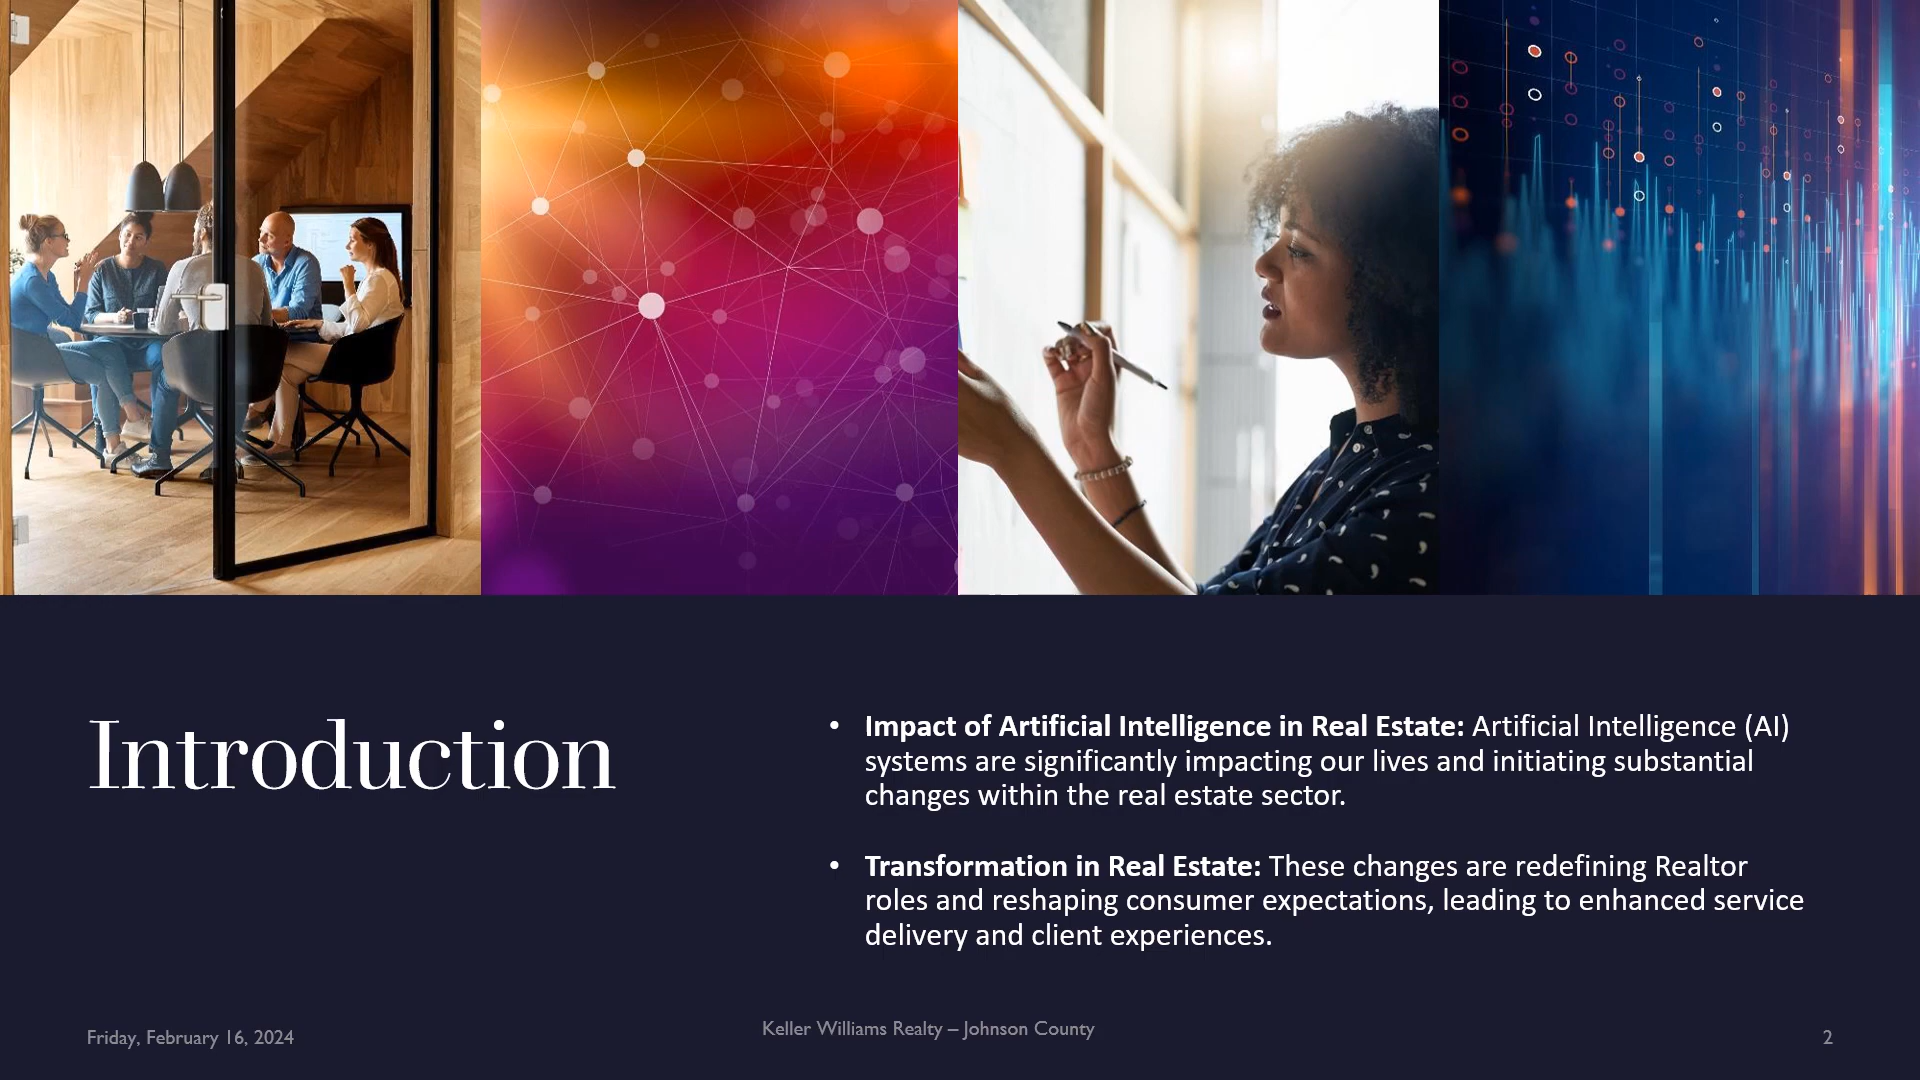 Introduction
• Impact of Artificial Intelligence in Real Estate: Artificial Intelligence (AI)
systems are significantly impacting our lives and initiating substantial
changes within the real estate sector.
• Transformation in Real Estate: These changes are redefining Realtor
roles and reshaping consumer expectations, leading to enhanced service
delivery and client experiences.
Friday, February 16, 2024
Keller Williams Realty – Johnson County
2